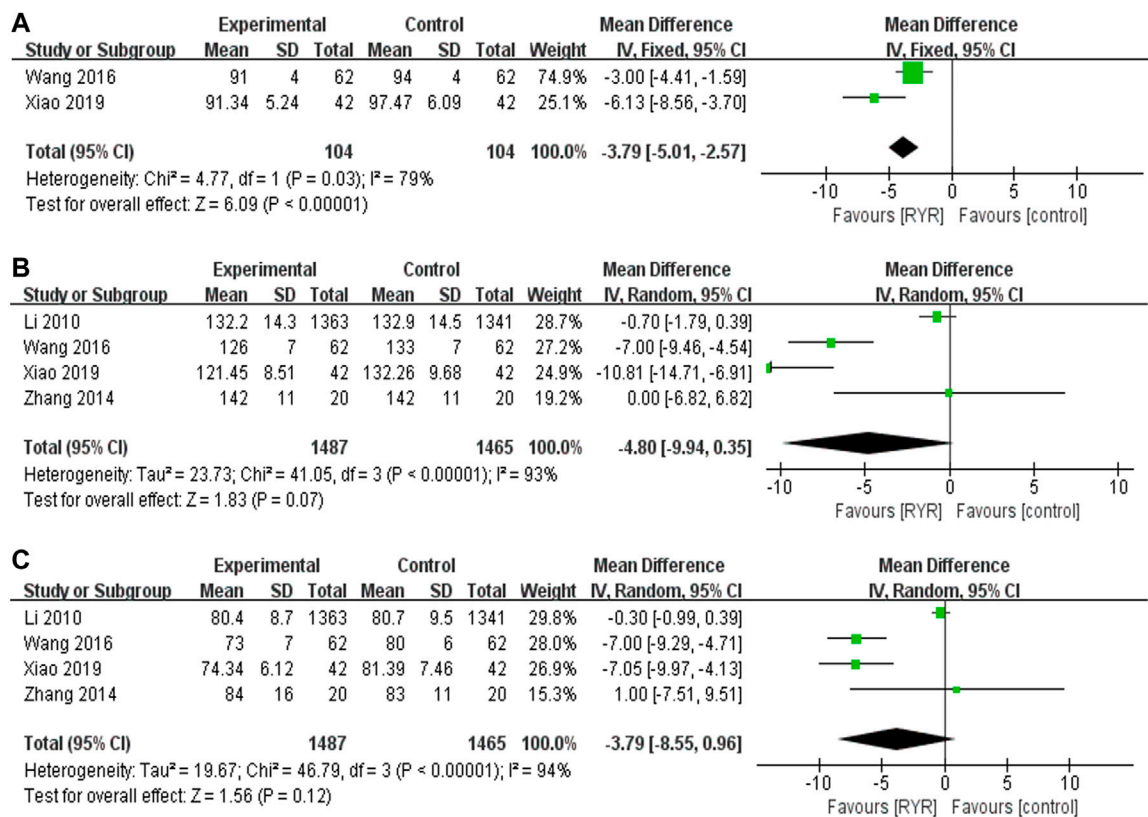 A
Experimental Control Mean Difference Mean Difference
Study or Subgroup Mean SD Total Mean SD Total Weight IV, Fixed, 95% CI IV, Fixed, 95% CI
Wang 2016 91 4 62 94 4 62 74.9% -3.00 [-4.41, -1.59]
Xiao 2019 91.34 5.24 42 97.47 6.09 42 25.1% -6.13 [-8.56, -3.70]
Total (95% CI) 104 104 100.0% -3.79 [-5.01, -2.57]
Heterogeneity: Chi² = 4.77, df = 1 (P = 0.03); I² = 79%
Test for overall effect: Z = 6.09 (P < 0.00001)
-10 -5 0 5 10
Favours [RYR] Favours [control]
B
Experimental Control Mean Difference Mean Difference
Study or Subgroup Mean SD Total Mean SD Total Weight IV, Random, 95% CI IV, Random, 95% CI
Li 2010 132.2 14.3 1363 132.9 14.5 1341 28.7% -0.70 [-1.79, 0.39]
Wang 2016 126 7 62 133 7 62 27.2% -7.00 [-9.46, -4.54]
Xiao 2019 121.45 8.51 42 132.26 9.68 42 24.9% -10.81 [-14.71, -6.91]
Zhang 2014 142 11 20 142 11 20 19.2% 0.00 [-6.82, 6.82]
Total (95% CI) 1487 1465 100.0% -4.80 [-9.94, 0.35]
Heterogeneity: Tau² = 23.73; Chi² = 41.05, df = 3 (P < 0.00001); I² = 93%
Test for overall effect: Z = 1.83 (P = 0.07)
-10 -5 0 5 10
Favours [RYR] Favours [control]
C
Experimental Control Mean Difference Mean Difference
Study or Subgroup Mean SD Total Mean SD Total Weight IV, Random, 95% CI IV, Random, 95% CI
Li 2010 80.4 8.7 1363 80.7 9.5 1341 29.8% -0.30 [-0.99, 0.39]
Wang 2016 73 7 62 80 6 62 28.0% -7.00 [-9.29, -4.71]
Xiao 2019 74.34 6.12 42 81.39 7.46 42 26.9% -7.05 [-9.97, -4.13]
Zhang 2014 84 16 20 83 11 20 15.3% 1.00 [-7.51, 9.51]
Total (95% CI) 1487 1465 100.0% -3.79 [-8.55, 0.96]
Heterogeneity: Tau² = 19.67; Chi² = 46.79, df = 3 (P < 0.00001); I² = 94%
Test for overall effect: Z = 1.56 (P = 0.12)
-10 -5 0 5 10
Favours [RYR] Favours [control]